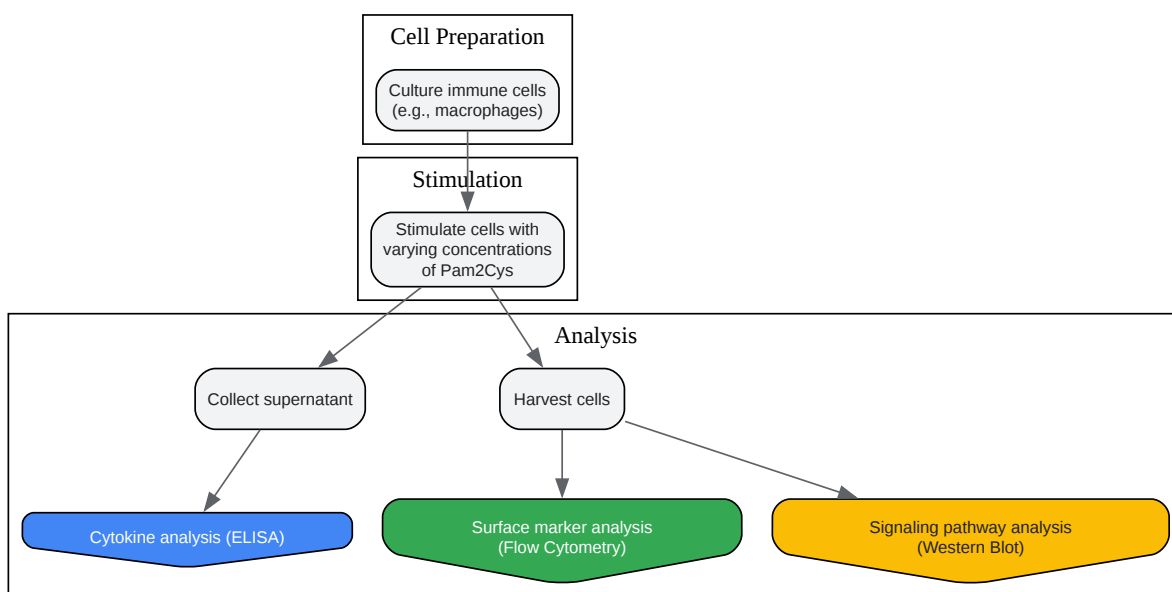 Cell Preparation
Culture immune cells
(e.g., macrophages)
Stimulation
Stimulate cells with
varying concentrations
of Pam2Cys
Analysis
Collect supernatant
Harvest cells
Cytokine analysis (ELISA)
Surface marker analysis
(Flow Cytometry)
Signaling pathway analysis
(Western Blot)